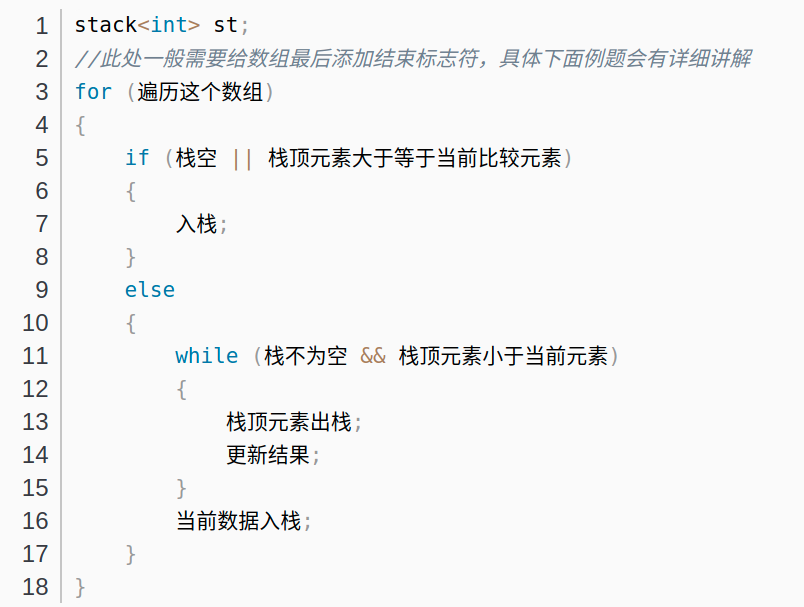 1 stack<int> st;
2 //此处一般需要给数组最后添加结束标志符，具体下面例题会有详细讲解
3 for (遍历这个数组)
4 {
5 if (栈空 || 栈顶元素大于等于当前比较元素)
6 {
7 入栈;
8 }
9 else
10 {
11 while (栈不为空 && 栈顶元素小于当前元素)
12 {
13 栈顶元素出栈;
14 更新结果;
15 }
16 当前数据入栈;
17 }
18 }